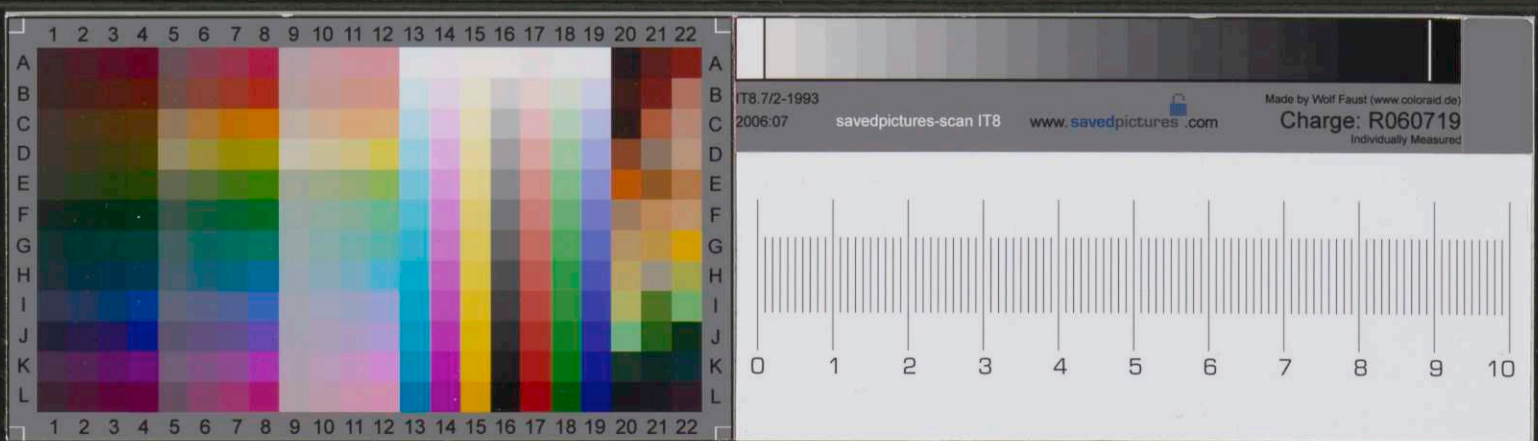 1 2 3 4 5 6 7 8 9 10 11 12 13 14 15 16 17 18 19 20 21 22
A A
B B
C C
D D
E E
F F
G G
H H
I I
J J
K K
L L
1 2 3 4 5 6 7 8 9 10 11 12 13 14 15 16 17 18 19 20 21 22
IT8.7/2-1993
2006:07
savedpictures-scan IT8
www.savedpictures.com
Made by Wolf Faust (www.coloraid.de)
Charge: R060719
Individually Measured
0 1 2 3 4 5 6 7 8 9 10